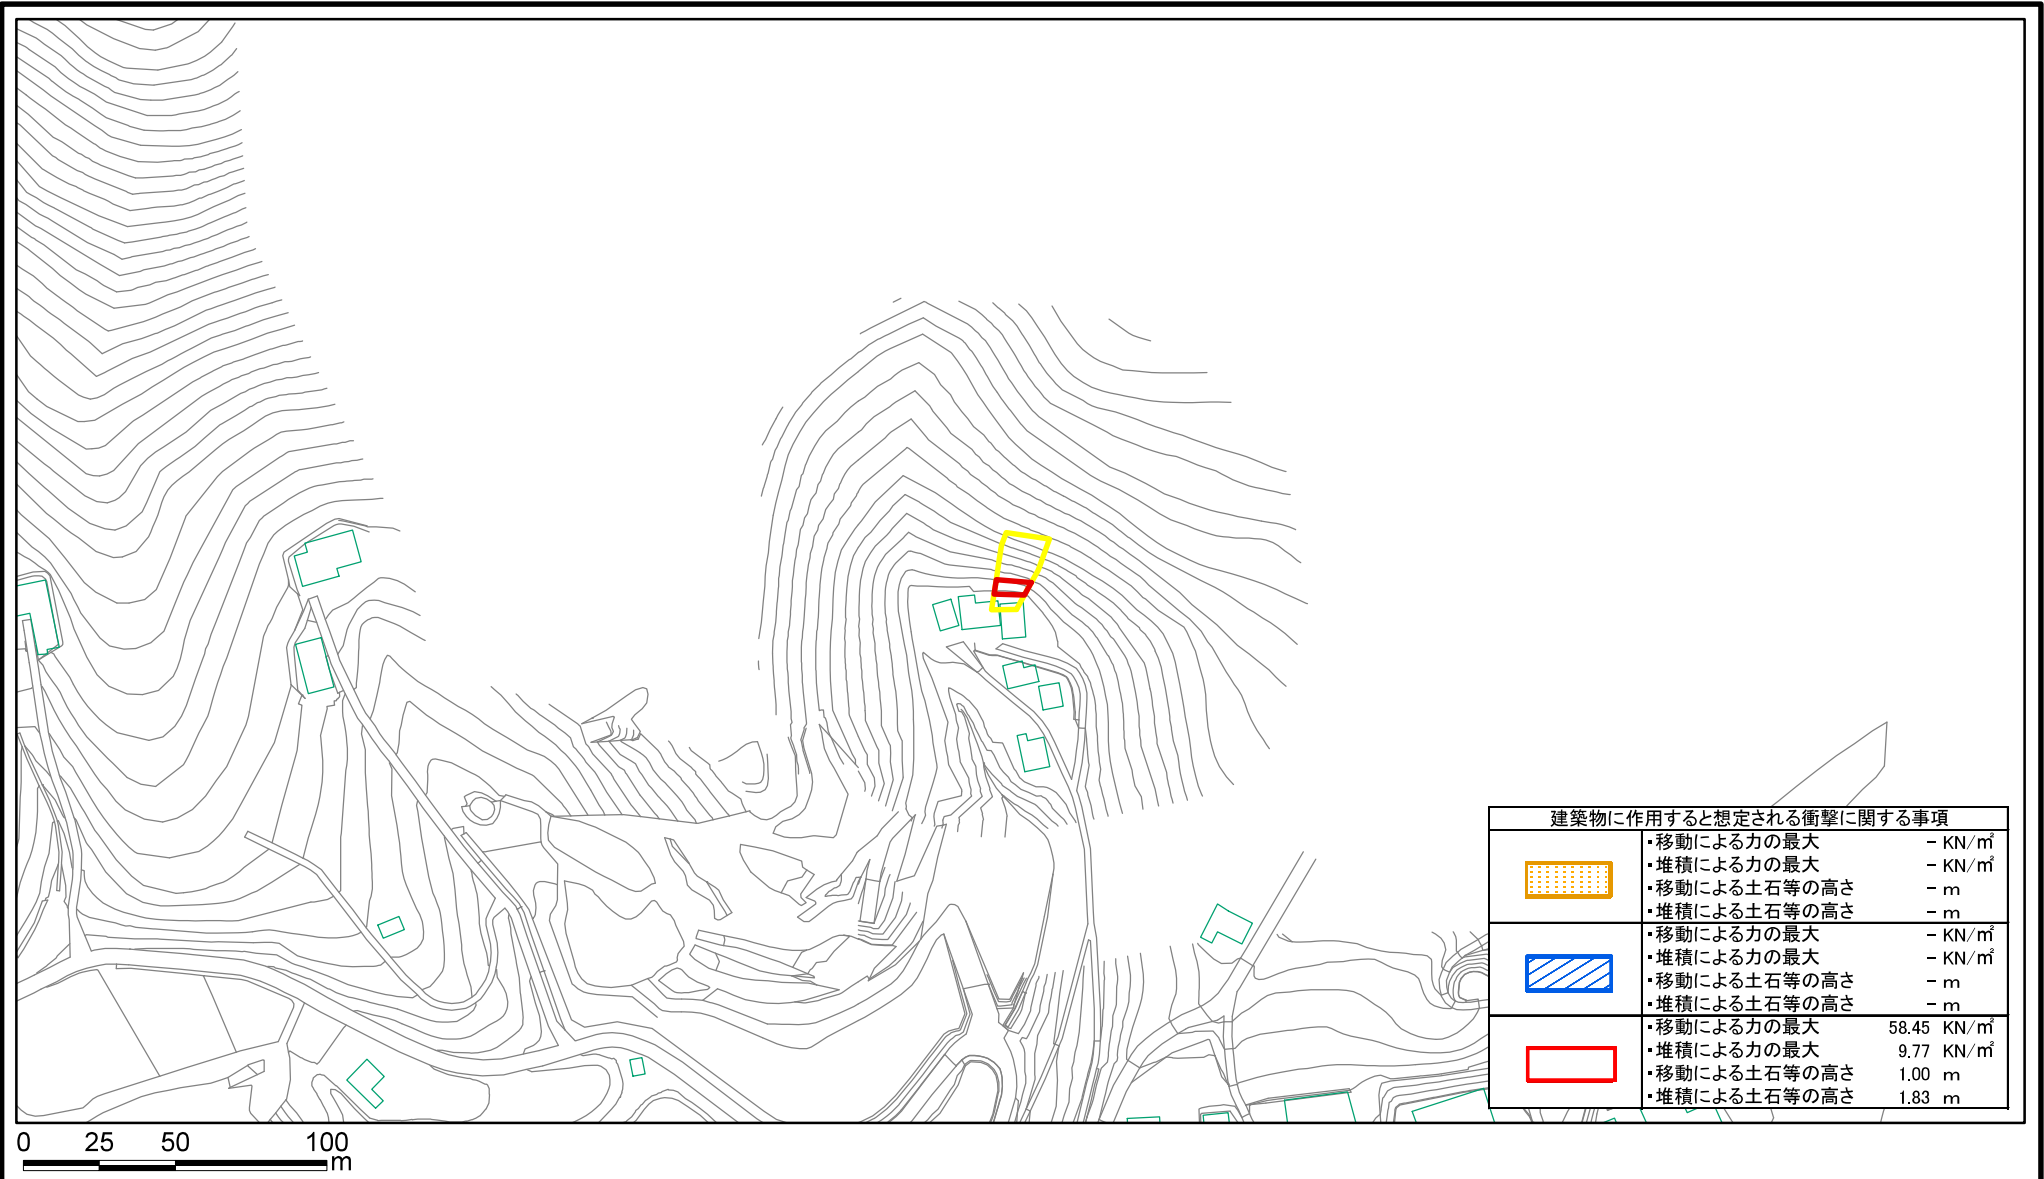 建築物に作用すると想定される衝撃に関する事項
・移動による力の最大 - KN/㎡
・堆積による力の最大 - KN/㎡
・移動による土石等の高さ - m
・堆積による土石等の高さ - m
・移動による力の最大 - KN/㎡
・堆積による力の最大 - KN/㎡
・移動による土石等の高さ - m
・堆積による土石等の高さ - m
・移動による力の最大 58.45 KN/㎡
・堆積による力の最大 9.77 KN/㎡
・移動による土石等の高さ 1.00 m
・堆積による土石等の高さ 1.83 m
0 25 50 100
m